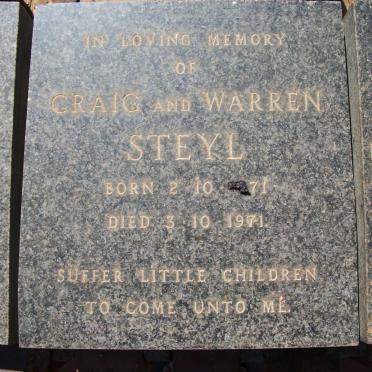 IN LOVING MEMORY
OF
CRAIG AND WARREN
STEYL
BORN 2 10 71
DIED 3 10 1971.
SUFFER LITTLE CHILDREN
TO COME UNTO ME.